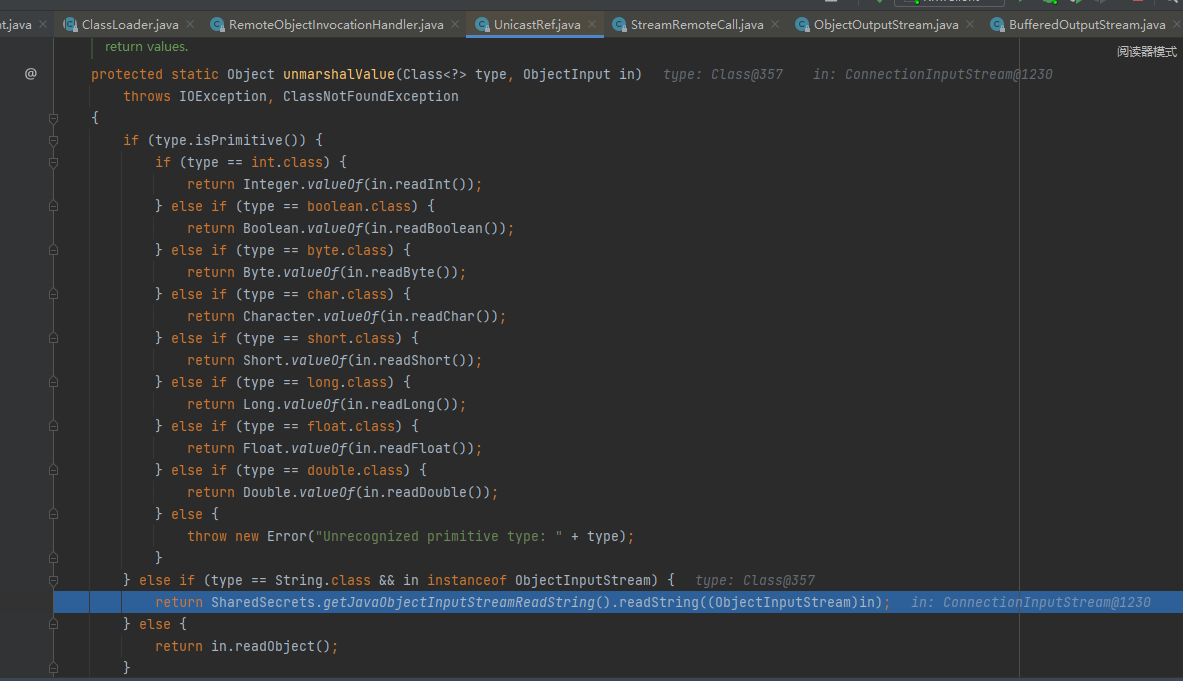 nt.java ClassLoader.java RemoteObjectInvocationHandler.java UnicastRef.java StreamRemoteCall.java ObjectOutputStream.java BufferedOutputStream.java
return values.
阅读器模式
@ protected static Object unmarshalValue(Class<?> type, ObjectInput in) type: Class@357 in: ConnectionInputStream@1230
throws IOException, ClassNotFoundException
{
if (type.isPrimitive()) {
if (type == int.class) {
return Integer.valueOf(in.readInt());
} else if (type == boolean.class) {
return Boolean.valueOf(in.readBoolean());
} else if (type == byte.class) {
return Byte.valueOf(in.readByte());
} else if (type == char.class) {
return Character.valueOf(in.readChar());
} else if (type == short.class) {
return Short.valueOf(in.readShort());
} else if (type == long.class) {
return Long.valueOf(in.readLong());
} else if (type == float.class) {
return Float.valueOf(in.readFloat());
} else if (type == double.class) {
return Double.valueOf(in.readDouble());
} else {
throw new Error("Unrecognized primitive type: " + type);
}
} else if (type == String.class && in instanceof ObjectInputStream) { type: Class@357
return SharedSecrets.getJavaObjectInputStreamReadString().readString((ObjectInputStream)in); in: ConnectionInputStream@1230
} else {
return in.readObject();
}